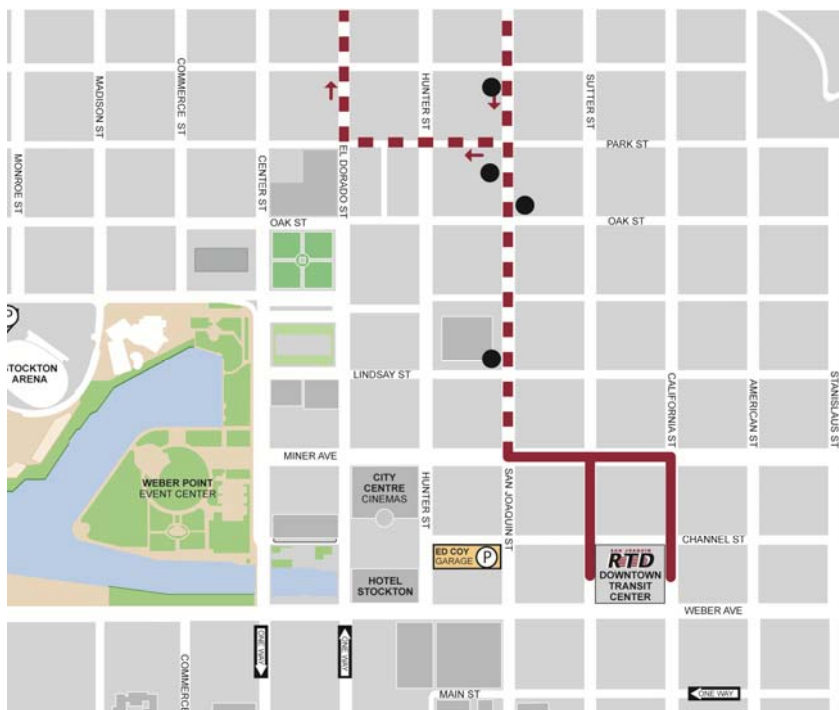 COMMERCE ST
MADISON ST
HUNTER ST
SUTTER ST
PARK ST
MONROE ST
CENTER ST
EL DORADO ST
OAK ST
OAK ST
P
STOCKTON
ARENA
LINDSAY ST
CALIFORNIA ST
AMERICAN ST
STANISLAUS ST
MINER AVE
WEBER POINT
EVENT CENTER
CITY
CENTRE
CINEMAS
HUNTER ST
SAN JOAQUIN ST
CHANNEL ST
ED COY
GARAGE
P
SAN JOAQUIN
RTD
DOWNTOWN
TRANSIT
CENTER
HOTEL
STOCKTON
WEBER AVE
ONE WAY
ONE WAY
COMMERCE
MAIN ST
ONE WAY